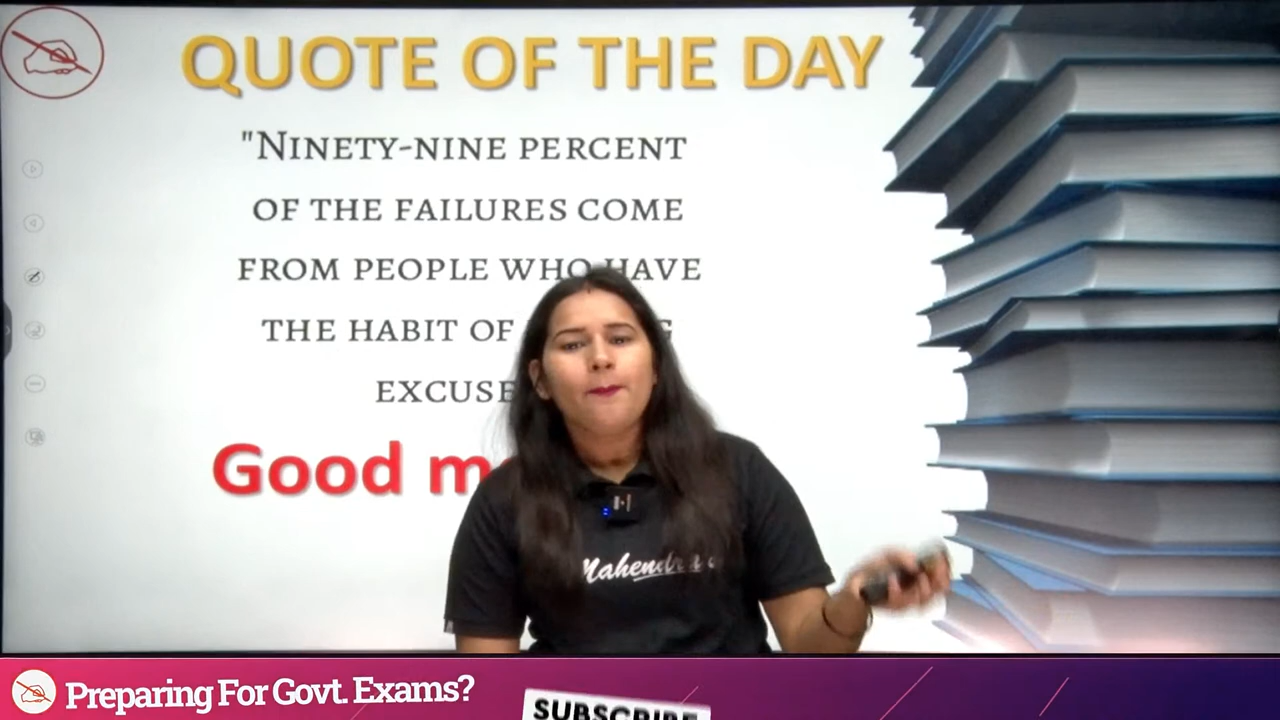 QUOTE OF THE DAY
"NINETY-NINE PERCENT
OF THE FAILURES COME
FROM PEOPLE WHO HAVE
THE HABIT OF
EXCUSE
Good m
Mahendra
Preparing For Govt. Exams?
SUBSCRIBE